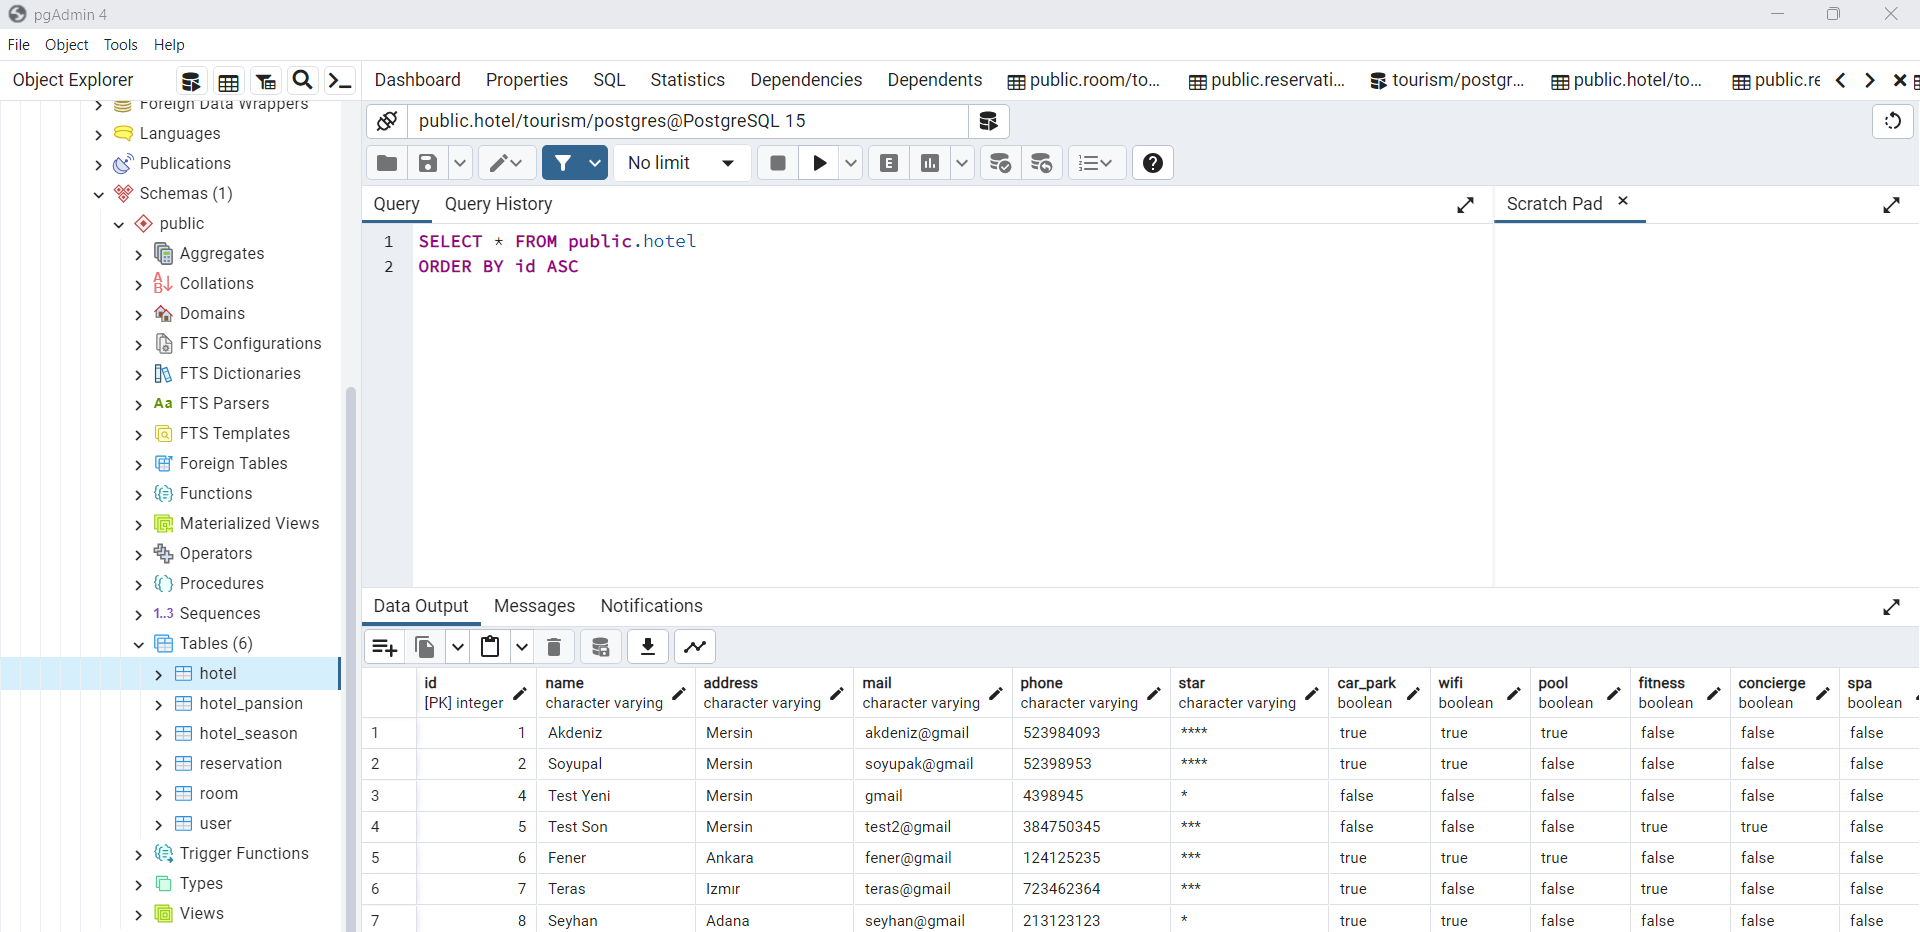 pgAdmin 4
File Object Tools Help
Object Explorer
Dashboard Properties SQL Statistics Dependencies Dependents public.room/to... public.reservati... tourism/postgr... public.hotel/to... public.re
Foreign Data Wrappers
Languages
Publications
Schemas (1)
public
Aggregates
Collations
Domains
FTS Configurations
FTS Dictionaries
Aa FTS Parsers
FTS Templates
Foreign Tables
Functions
Materialized Views
Operators
Procedures
1..3 Sequences
Tables (6)
hotel
hotel_pansion
hotel_season
reservation
room
user
Trigger Functions
Types
Views
public.hotel/tourism/postgres@PostgreSQL 15
No limit
E
Query Query History
Scratch Pad
1 SELECT * FROM public.hotel
2 ORDER BY id ASC
Data Output Messages Notifications
id name address mail phone star car_park wifi pool fitness concierge spa
[PK] integer character varying character varying character varying character varying character varying boolean boolean boolean boolean boolean boolean
1 1 Akdeniz Mersin akdeniz@gmail 523984093 **** true true true false false false
2 2 Soyupal Mersin soyupak@gmail 52398953 **** true true false false false false
3 4 Test Yeni Mersin gmail 4398945 * false false false false false false
4 5 Test Son Mersin test2@gmail 384750345 *** false false false true true false
5 6 Fener Ankara fener@gmail 124125235 *** true true true false false false
6 7 Teras Izmır teras@gmail 723462364 *** true false false true false false
7 8 Seyhan Adana seyhan@gmail 213123123 * true true false false false false